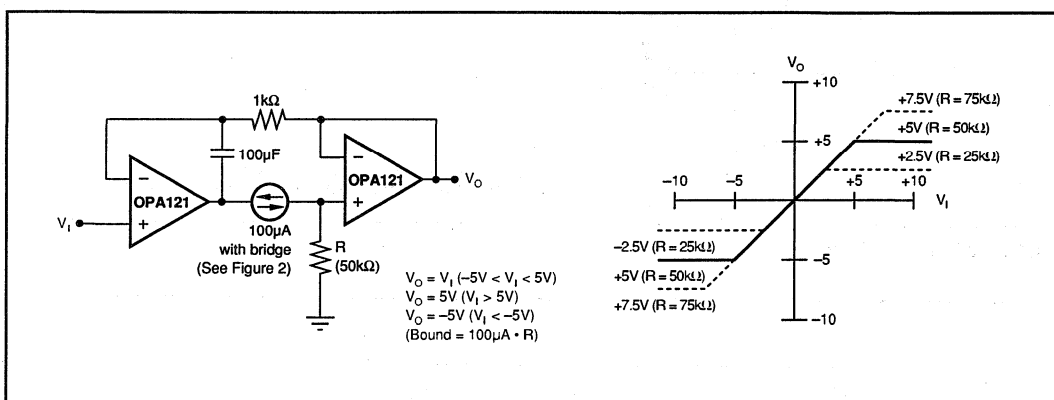 1kΩ
100μF
−
OPA121
+
V_I
100μA
with bridge
(See Figure 2)
R
(50kΩ)
−
OPA121
+
V_O
V_O = V_I (−5V < V_I < 5V)
V_O = 5V (V_I > 5V)
V_O = −5V (V_I < −5V)
(Bound = 100μA • R)
V_O
+10
+7.5V (R = 75kΩ)
+5
+5V (R = 50kΩ)
+2.5V (R = 25kΩ)
−10
−5
+5
+10
V_I
−2.5V (R = 25kΩ)
−5
+5V (R = 50kΩ)
+7.5V (R = 75kΩ)
−10